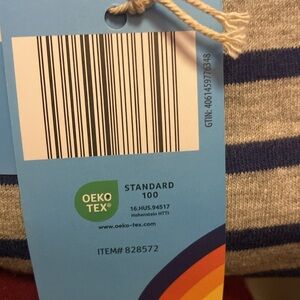 GTIN: 4061459776348
OEKO
TEX®
STANDARD
100
16.HUS.94517
Hohenstein HTTI
www.oeko-tex.com
ITEM# 828572